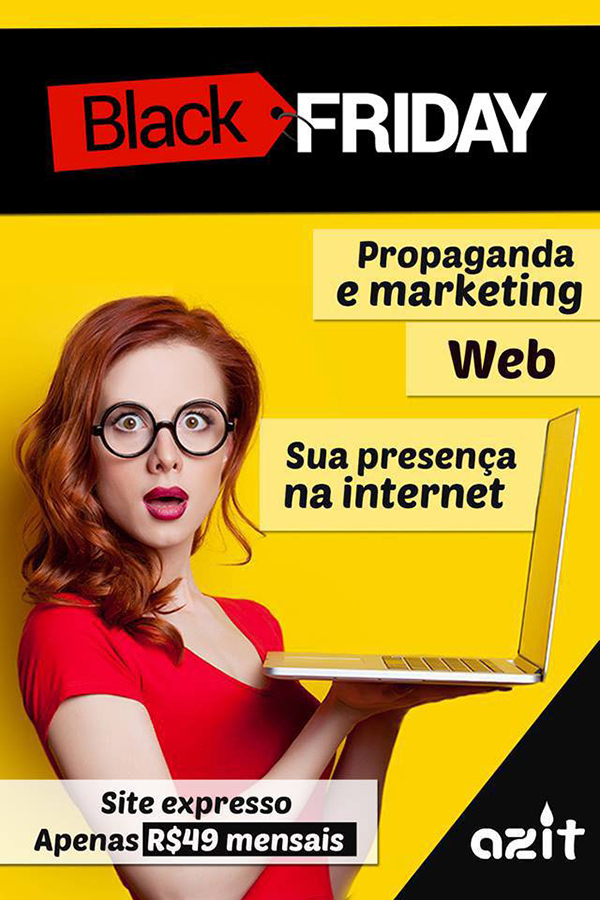 Black FRIDAY
Propaganda
e marketing
Web
Sua presença
na internet
Site expresso
Apenas R$49 mensais
azit